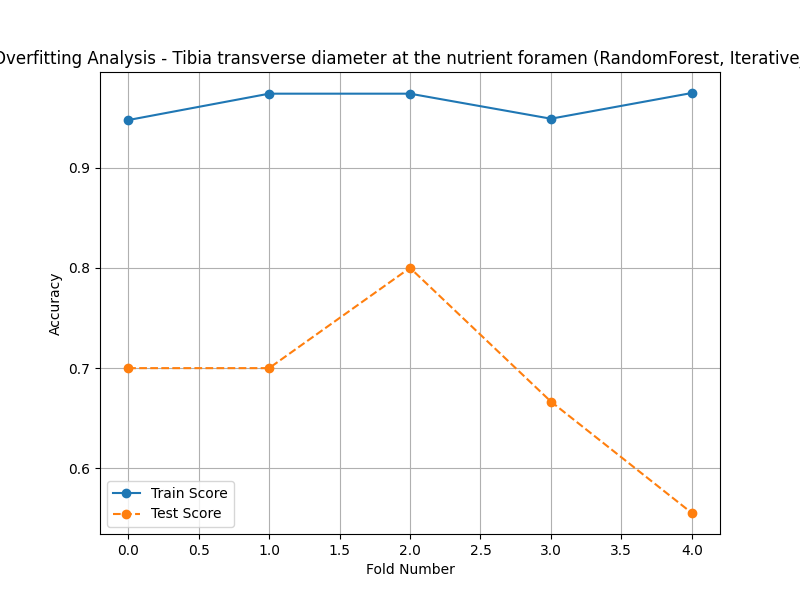 Overfitting Analysis - Tibia transverse diameter at the nutrient foramen (RandomForest, Iterative
0.9
0.8
0.7
0.6
Accuracy
Train Score
Test Score
0.0 0.5 1.0 1.5 2.0 2.5 3.0 3.5 4.0
Fold Number